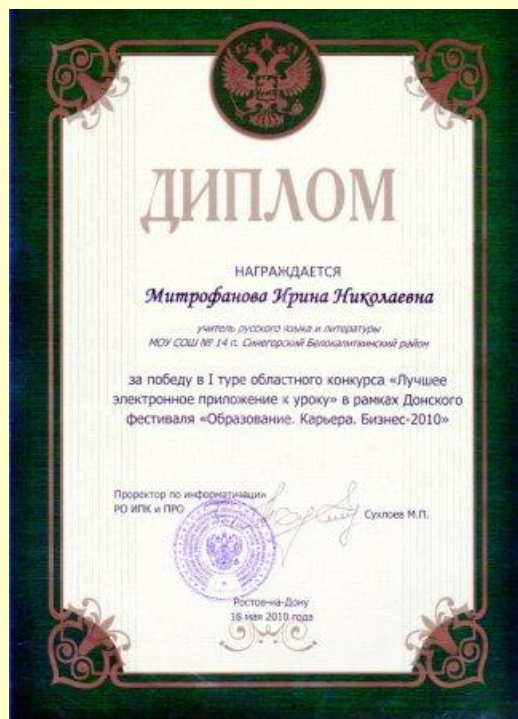 ДИПЛОМ
НАГРАЖДАЕТСЯ
Митрофанова Ирина Николаевна
учитель русского языка и литературы
МОУ СОШ № 14 п. Синегорский Белокалитвинский район
за победу в I туре областного конкурса «Лучшее
электронное приложение к уроку» в рамках Донского
фестиваля «Образование. Карьера. Бизнес-2010»
Проректор по информатизации
РО ИПК и ПРО
Сухлоев М.П.
Ростов-на-Дону
18 мая 2010 года